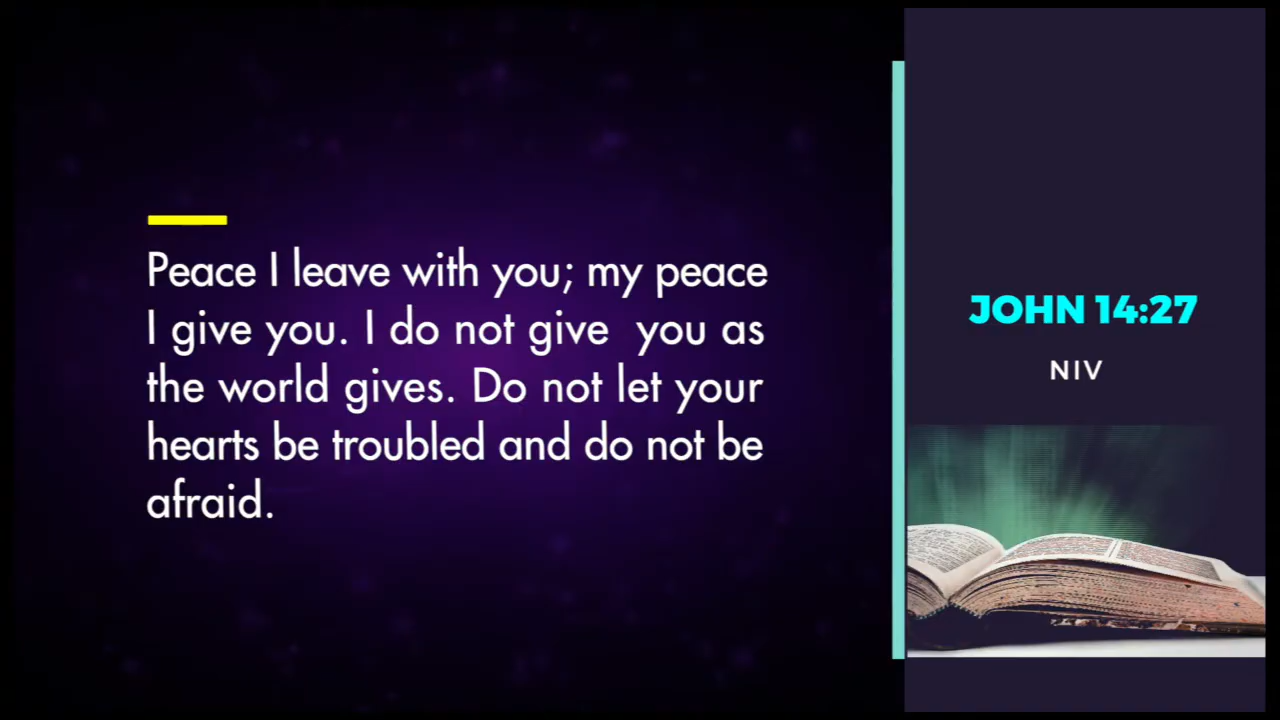 Peace I leave with you; my peace
I give you. I do not give  you as
the world gives. Do not let your
hearts be troubled and do not be
afraid.
JOHN 14:27
NIV